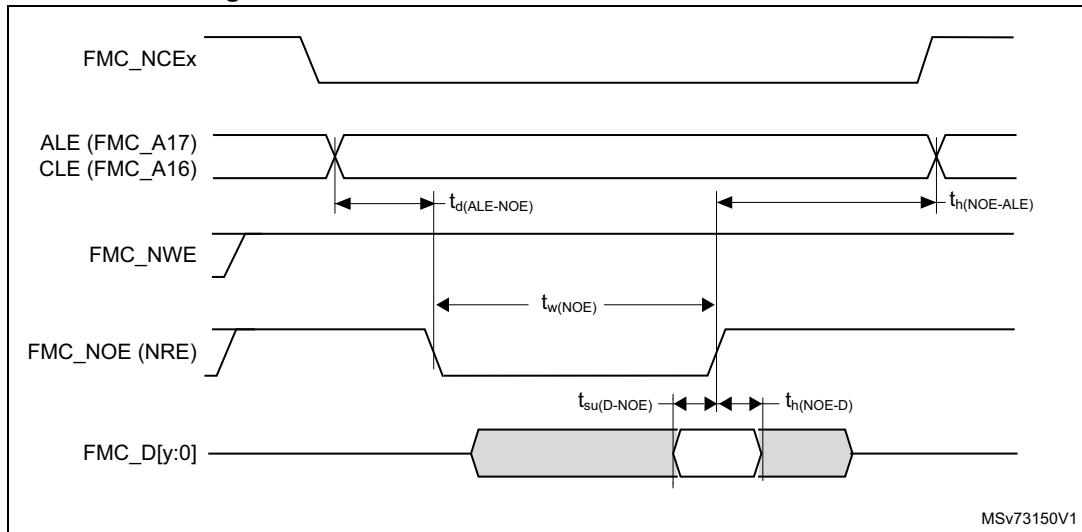 FMC_NCEx
ALE (FMC_A17)
CLE (FMC_A16)
td(ALE-NOE)
th(NOE-ALE)
FMC_NWE
tw(NOE)
FMC_NOE (NRE)
tsu(D-NOE)
th(NOE-D)
FMC_D[y:0]
MSv73150V1